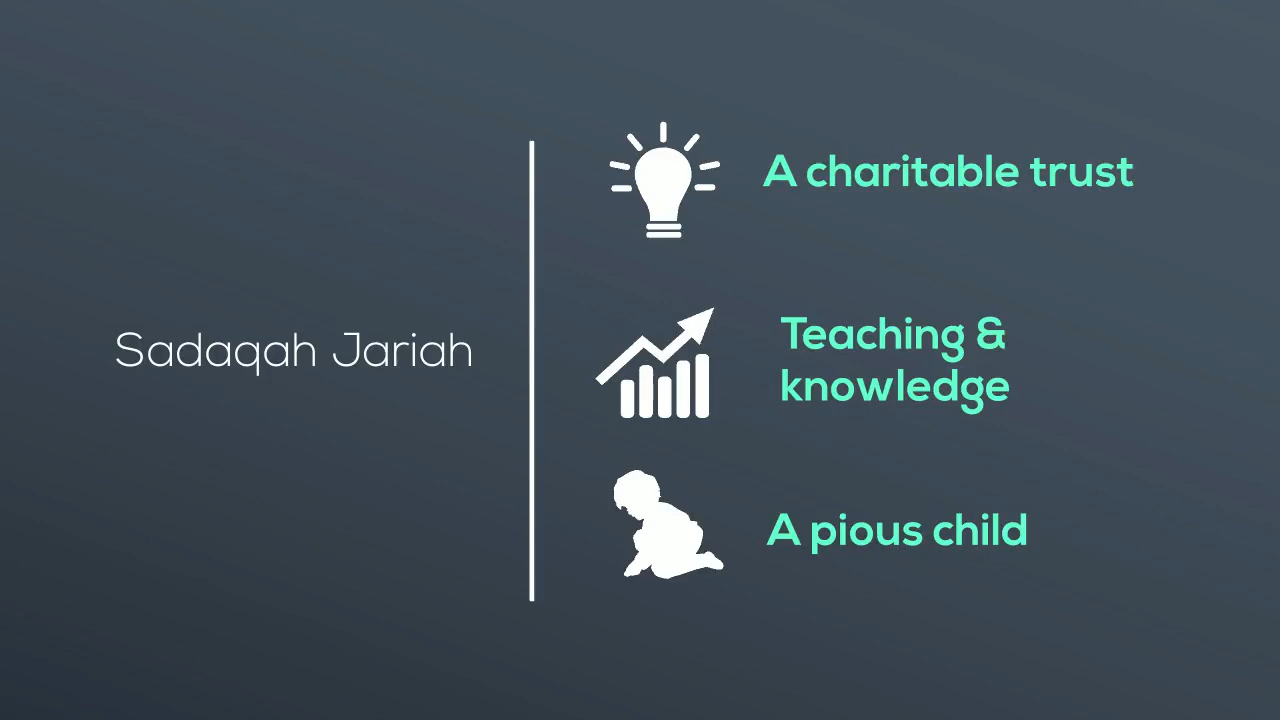 Sadaqah Jariah
A charitable trust
Teaching &
knowledge
A pious child